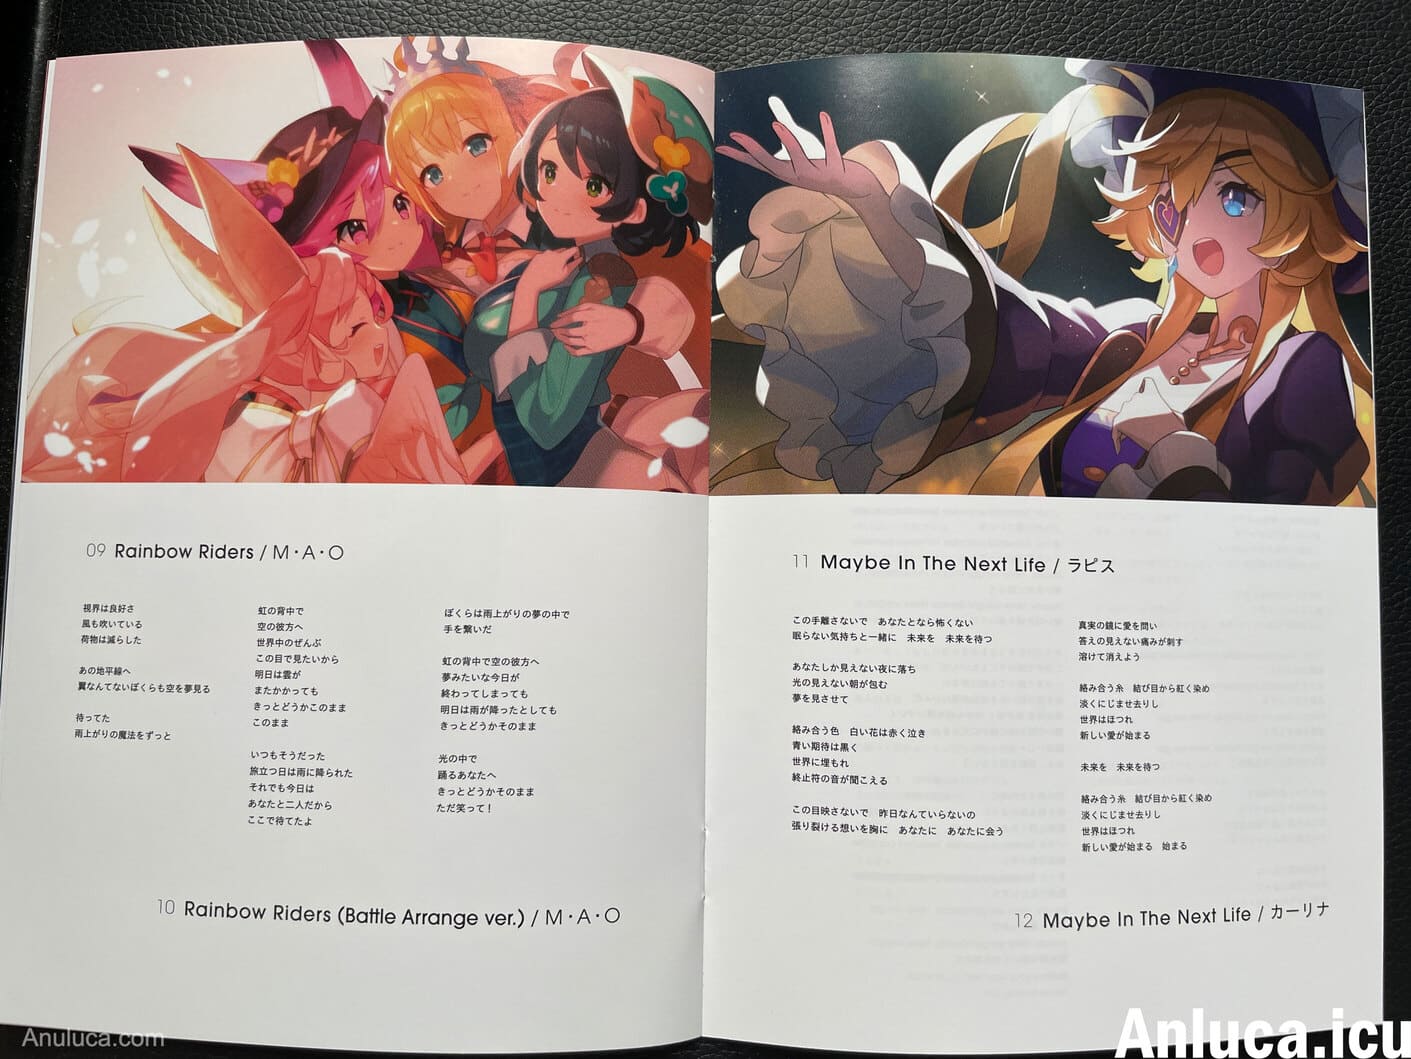 09 Rainbow Riders / M・A・O
視界は良好さ
風も吹いている
荷物は減らした
あの地平線へ
翼なんてないぼくらも空を夢見る
待ってた
雨上がりの魔法をずっと
虹の背中で
空の彼方へ
世界中のぜんぶ
この目で見たいから
明日は雲が
またかかっても
きっとどうかこのまま
このまま
いつもそうだった
旅立つ日は雨に降られた
それでも今日は
あなたと二人だから
ここで待てたよ
ぼくらは雨上がりの夢の中で
手を繋いだ
虹の背中で空の彼方へ
夢みたいな今日が
終わってしまっても
明日は雨が降ったとしても
きっとどうかそのまま
光の中で
踊るあなたへ
きっとどうかそのまま
ただ笑って!
10 Rainbow Riders (Battle Arrange ver.) / M・A・O
11 Maybe In The Next Life / ラピス
この手離さないで　あなたとなら怖くない
眠らない気持ちと一緒に　未来を　未来を待つ
あなたしか見えない夜に落ち
光の見えない朝が包む
夢を見させて
絡み合う色　白い花は赤く泣き
青い期待は黒く
世界に埋もれ
終止符の音が聞こえる
この目映さないで　昨日なんていらないの
張り裂ける想いを胸に　あなたに　あなたに会う
真実の鏡に愛を問い
答えの見えない痛みが刺す
溶けて消えよう
絡み合う糸　結び目から紅く染め
淡くにじませ去りし
世界はほつれ
新しい愛が始まる
未来を　未来を待つ
絡み合う糸　結び目から紅く染め
淡くにじませ去りし
世界はほつれ
新しい愛が始まる　始まる
12 Maybe In The Next Life / カーリナ
Anuluca.com
Anluca.icu